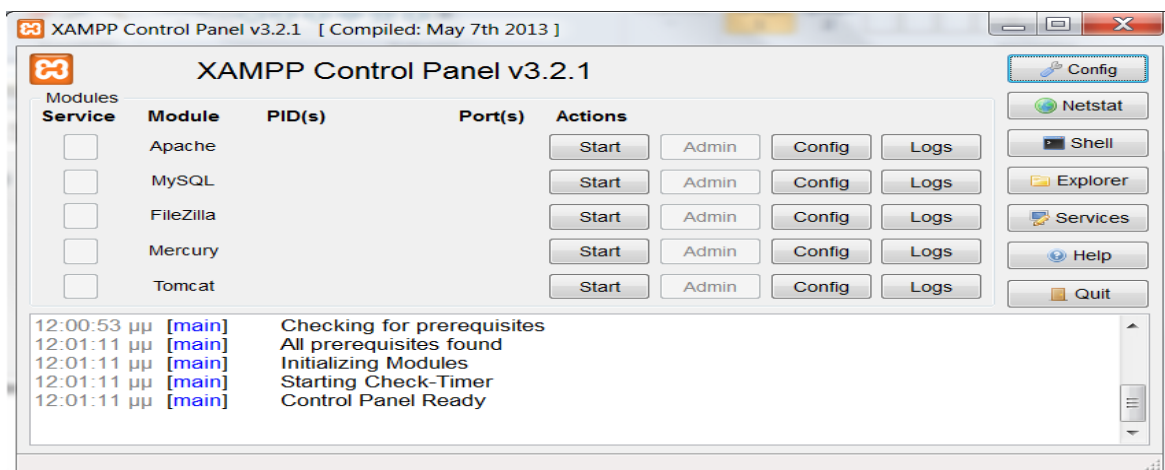 XAMPP Control Panel v3.2.1 [ Compiled: May 7th 2013 ]
XAMPP Control Panel v3.2.1
Config
Modules
Service Module PID(s) Port(s) Actions
Netstat
Apache Start Admin Config Logs
Shell
MySQL Start Admin Config Logs
Explorer
FileZilla Start Admin Config Logs
Services
Mercury Start Admin Config Logs
Help
Tomcat Start Admin Config Logs
Quit
12:00:53 μμ [main] Checking for prerequisites
12:01:11 μμ [main] All prerequisites found
12:01:11 μμ [main] Initializing Modules
12:01:11 μμ [main] Starting Check-Timer
12:01:11 μμ [main] Control Panel Ready